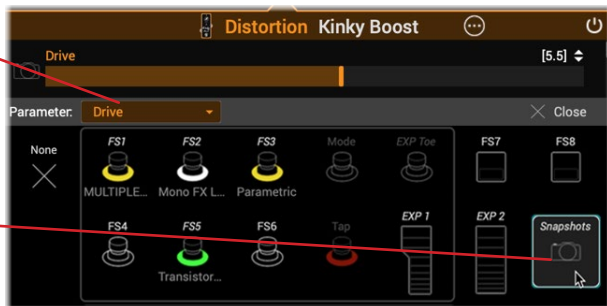 Distortion Kinky Boost
Drive [5.5]
Parameter: Drive Close
None FS1 FS2 FS3 Mode EXP Toe FS7 FS8
MULTIPLE... Mono FX L... Parametric
FS4 FS5 FS6 Tap EXP 1 EXP 2 Snapshots
Transistor...